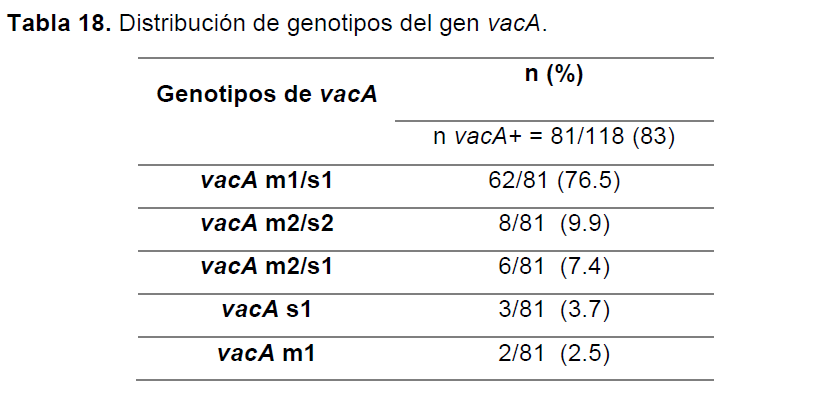 Tabla 18. Distribución de genotipos del gen vacA.
Genotipos de vacA
n (%)
n vacA+ = 81/118 (83)
vacA m1/s1 62/81 (76.5)
vacA m2/s2 8/81 (9.9)
vacA m2/s1 6/81 (7.4)
vacA s1 3/81 (3.7)
vacA m1 2/81 (2.5)